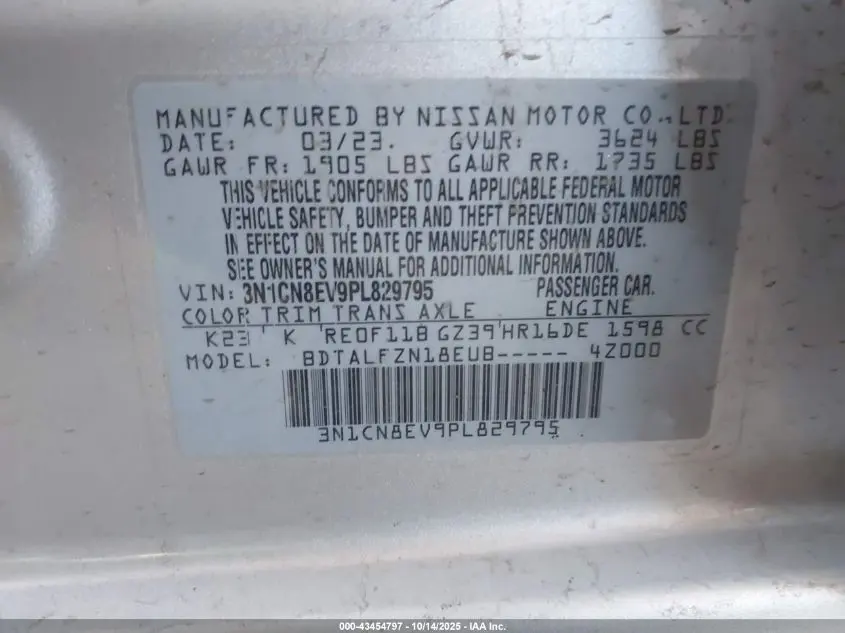 MANUFACTURED BY NISSAN MOTOR CO., LTD.
DATE: 03/23. GVWR: 3624 LBS
GAWR FR: 1905 LBS GAWR RR: 1735 LBS
THIS VEHICLE CONFORMS TO ALL APPLICABLE FEDERAL MOTOR
VEHICLE SAFETY, BUMPER AND THEFT PREVENTION STANDARDS
IN EFFECT ON THE DATE OF MANUFACTURE SHOWN ABOVE.
SEE OWNER'S MANUAL FOR ADDITIONAL INFORMATION.
VIN: 3N1CN8EV9PL829795 PASSENGER CAR.
COLOR TRIM TRANS AXLE ENGINE
K23 K RE0F11B GZ39 HR16DE 1598 CC
MODEL: BDTALFZN18EUB----- 4Z000
3N1CN8EV9PL829795
000-43454797 - 10/14/2025 - IAA Inc.